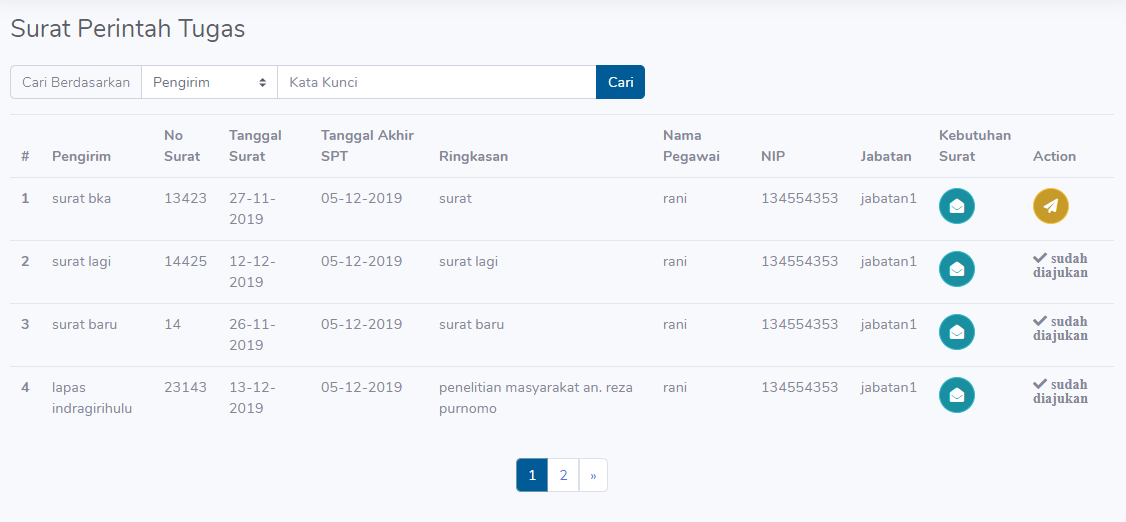 Surat Perintah Tugas
Cari Berdasarkan Pengirim Kata Kunci Cari
# Pengirim No Surat Tanggal Surat Tanggal Akhir SPT Ringkasan Nama Pegawai NIP Jabatan Kebutuhan Surat Action
1 surat bka 13423 27-11-2019 05-12-2019 surat rani 134554353 jabatan1
2 surat lagi 14425 12-12-2019 05-12-2019 surat lagi rani 134554353 jabatan1 sudah diajukan
3 surat baru 14 26-11-2019 05-12-2019 surat baru rani 134554353 jabatan1 sudah diajukan
4 lapas indragirihulu 23143 13-12-2019 05-12-2019 penelitian masyarakat an. reza purnomo rani 134554353 jabatan1 sudah diajukan
1 2 »